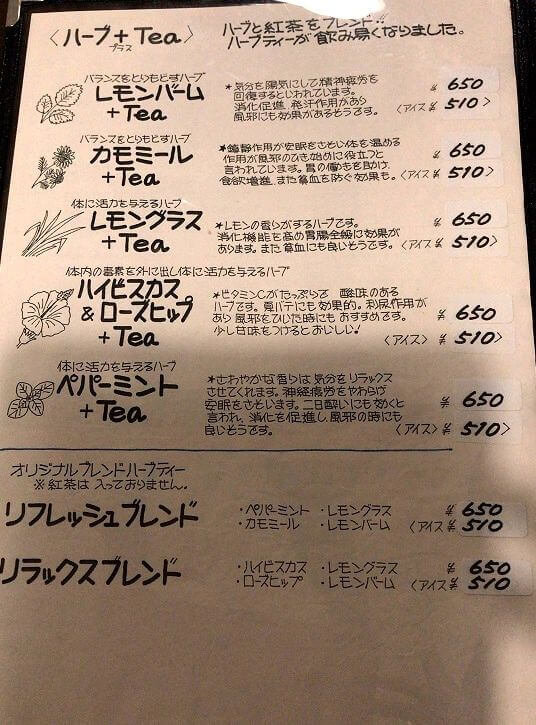 〈ハーブ+Tea〉
プラス
ハーブと紅茶をブレンド!!
ハーブティーが飲み易くなりました。
バランスをとりもどすハーブ
レモンバーム
+Tea
*気分を陽気にして精神疲労を
回復するといわれています。
消化促進、発汗作用があり
風邪にも効果があるそうです。
¥650
〈アイス¥510〉
バランスをとりもどすハーブ
カモミール
+Tea
*鎮静作用が安眠をさそい体を温める
作用が風邪のひき始めに役立つと
言われています。胃の働きを助け、
食欲増進、また貧血を防ぐ効果も。
¥650
〈アイス¥510〉
体に活力を与えるハーブ
レモングラス
+Tea
*レモンの香りがするハーブです。
消化機能を高め胃腸全般に効果が
あります。また貧血にも良いそうです。
¥650
〈アイス¥510〉
体内の毒素を外に出し体に活力を与えるハーブ
ハイビスカス
&ローズヒップ
+Tea
*ビタミンCがたっぷりで 酸味のある
ハーブです。夏バテにも効果的。利尿作用が
あり風邪をひいた時にもおすすめです。
少し甘味をつけるとおいしい!
¥650
〈アイス〉¥510〉
体に活力を与えるハーブ
ペパーミント
+Tea
*さわやかな香りは気分をリラックス
させてくれます。神経疲労をやわらげ
安眠をさそいます。二日酔いにも効くと
言われ、消化を促進し風邪の時にも
良いそうです。
¥650
〈アイス〉¥510〉
オリジナルブレンドハーブティー
※紅茶は入っておりません。
リフレッシュブレンド
・ペパーミント ・レモングラス
・カモミール ・レモンバーム
¥650
〈アイス¥510
リラックスブレンド
・ハイビスカス ・レモングラス
・ローズヒップ ・レモンバーム
¥650
〈アイス¥510